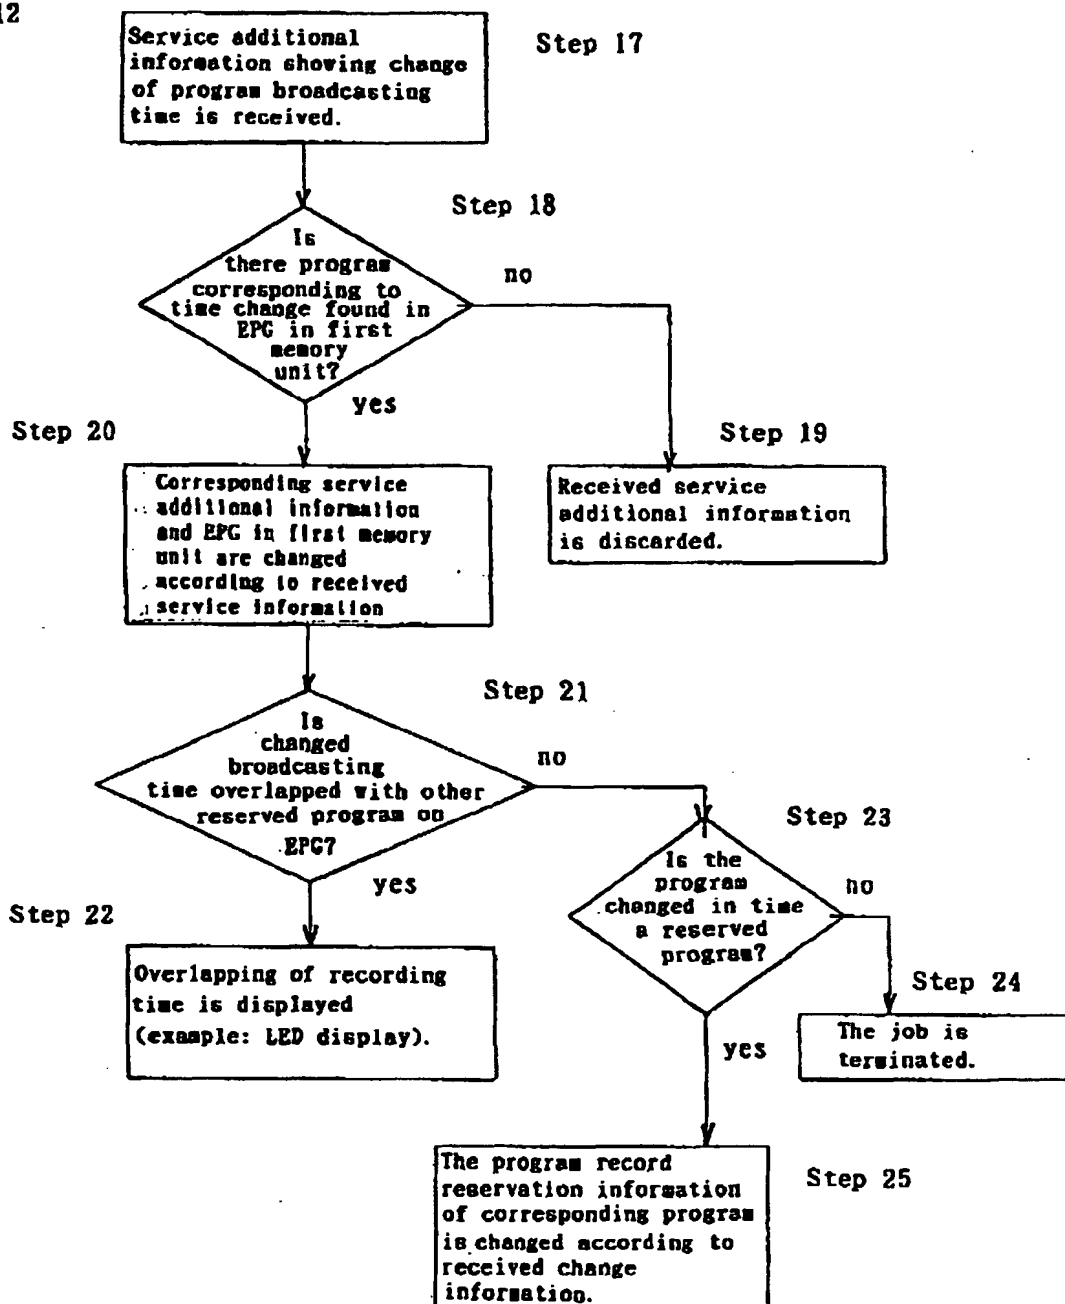 12
Service additional
information showing change
of program broadcasting
time is received.
Step 17
Step 18
Is
there program
corresponding to
time change found in
EPG in first
memory
unit?
no
yes
Step 20
Step 19
Corresponding service
additional information
and EPG in first memory
unit are changed
according to received
service information
Received service
additional information
is discarded.
Step 21
Is
changed
broadcasting
time overlapped with other
reserved program on
EPG?
no
yes
Step 23
Is the
program
changed in time
a reserved
program?
no
Step 22
Overlapping of recording
time is displayed
(example: LED display).
Step 24
The job is
terminated.
yes
Step 25
The program record
reservation information
of corresponding program
is changed according to
received change
information.